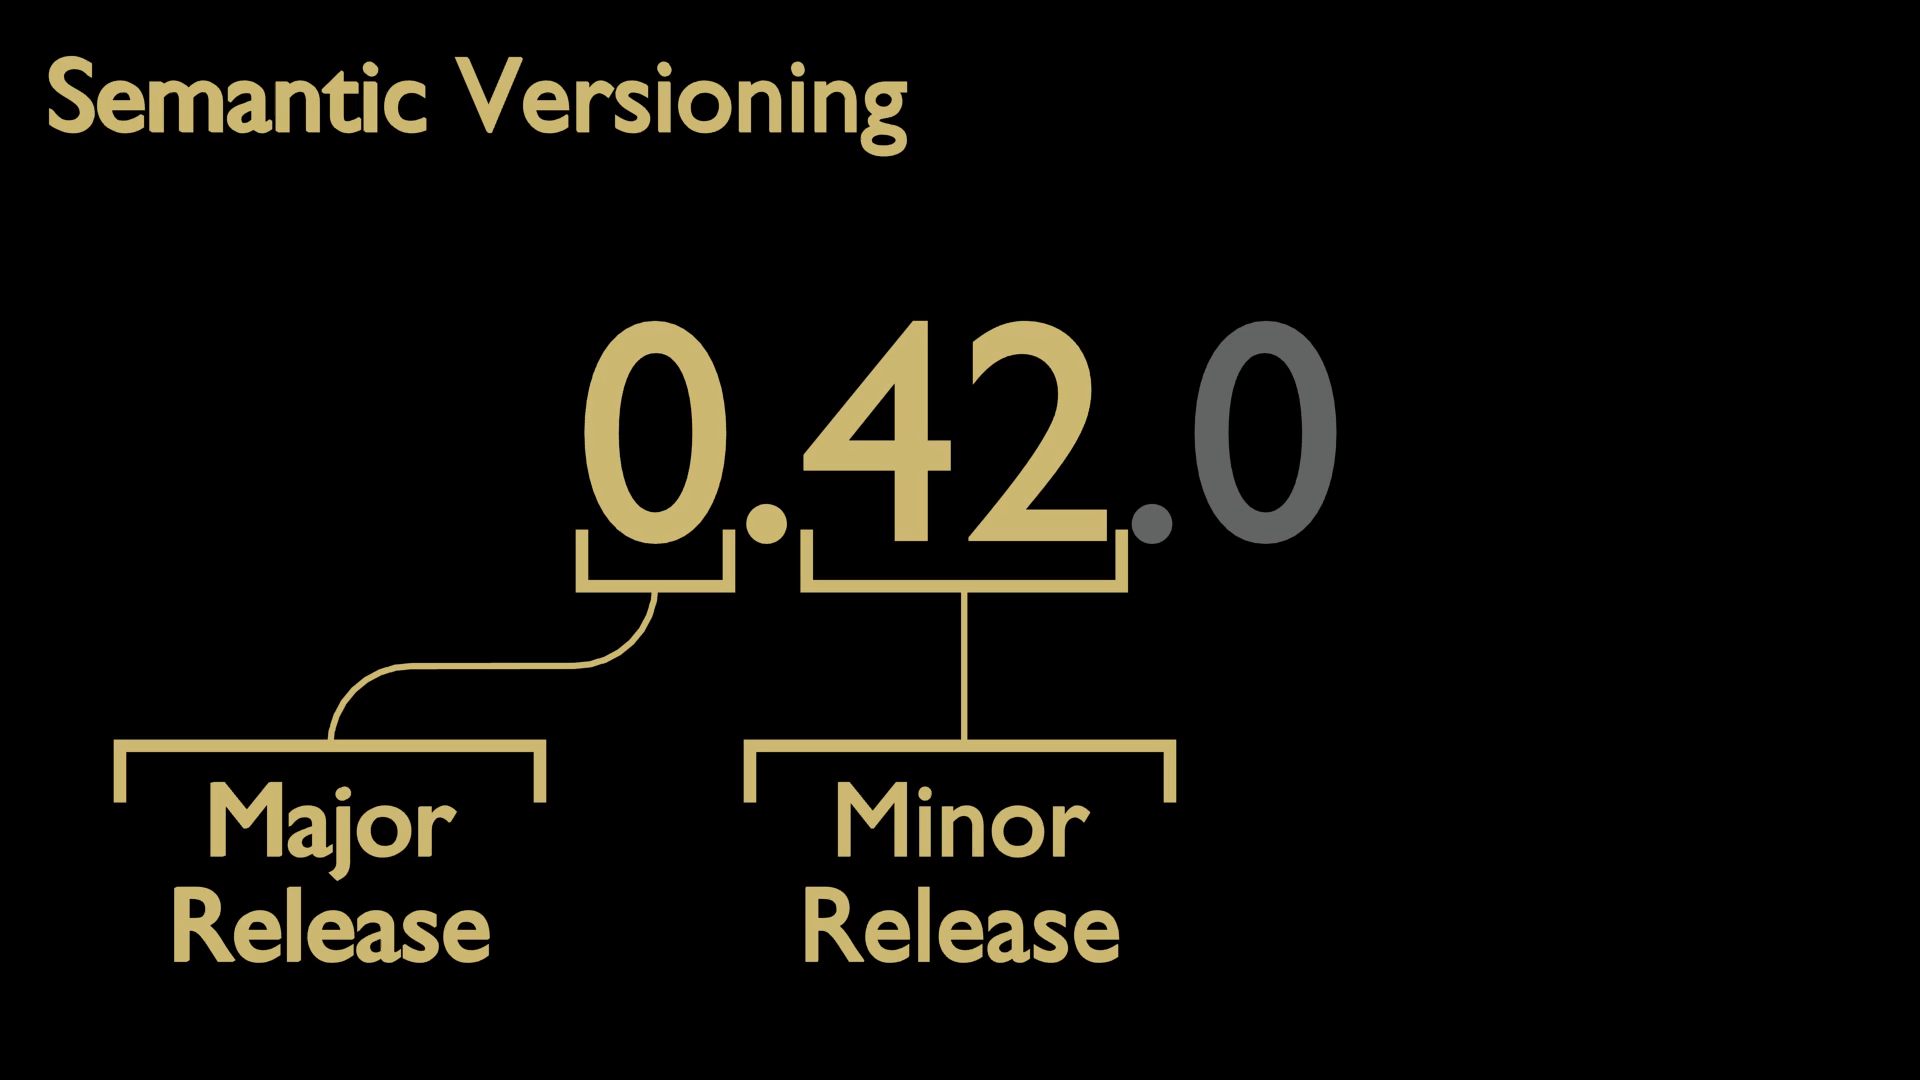 Semantic Versioning
0.42.0
Major
Release
Minor
Release